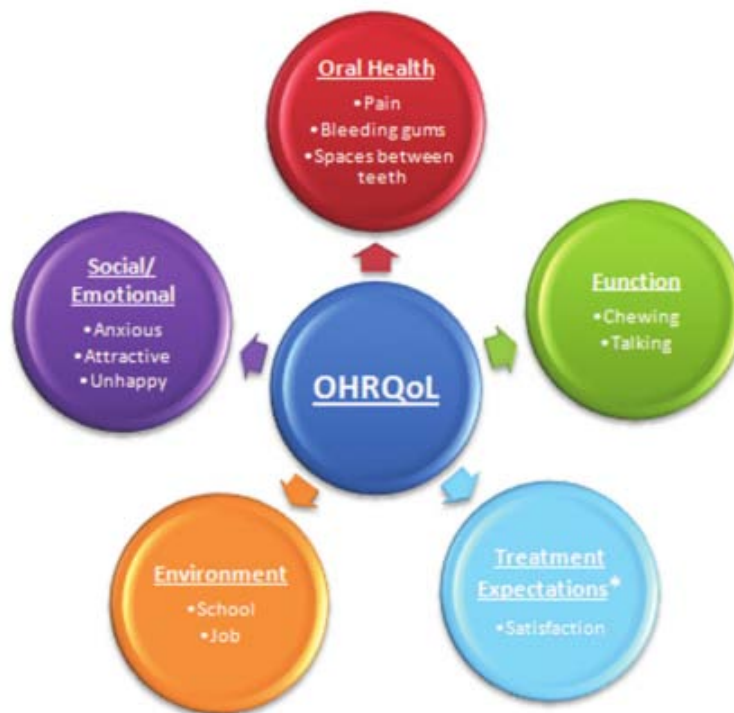 Oral Health
•Pain
•Bleeding gums
•Spaces between
teeth
Social/
Emotional
•Anxious
•Attractive
•Unhappy
Function
•Chewing
•Talking
OHRQoL
Environment
•School
•Job
Treatment
Expectations*
•Satisfaction